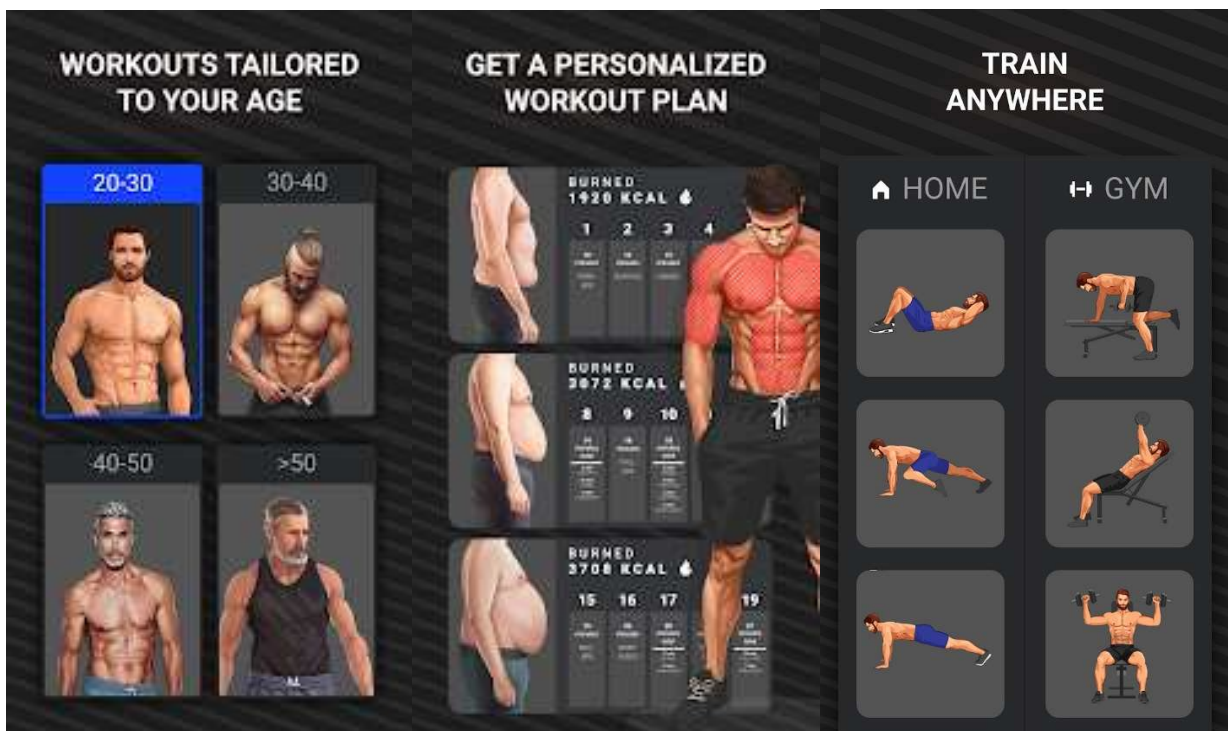 WORKOUTS TAILORED
TO YOUR AGE
20-30
30-40
40-50
>50
GET A PERSONALIZED
WORKOUT PLAN
BURNED
1920 KCAL
1 2 3 4
BURNED
3072 KCAL
8 9 10
BURNED
3708 KCAL
15 16 17 19
TRAIN
ANYWHERE
HOME
GYM